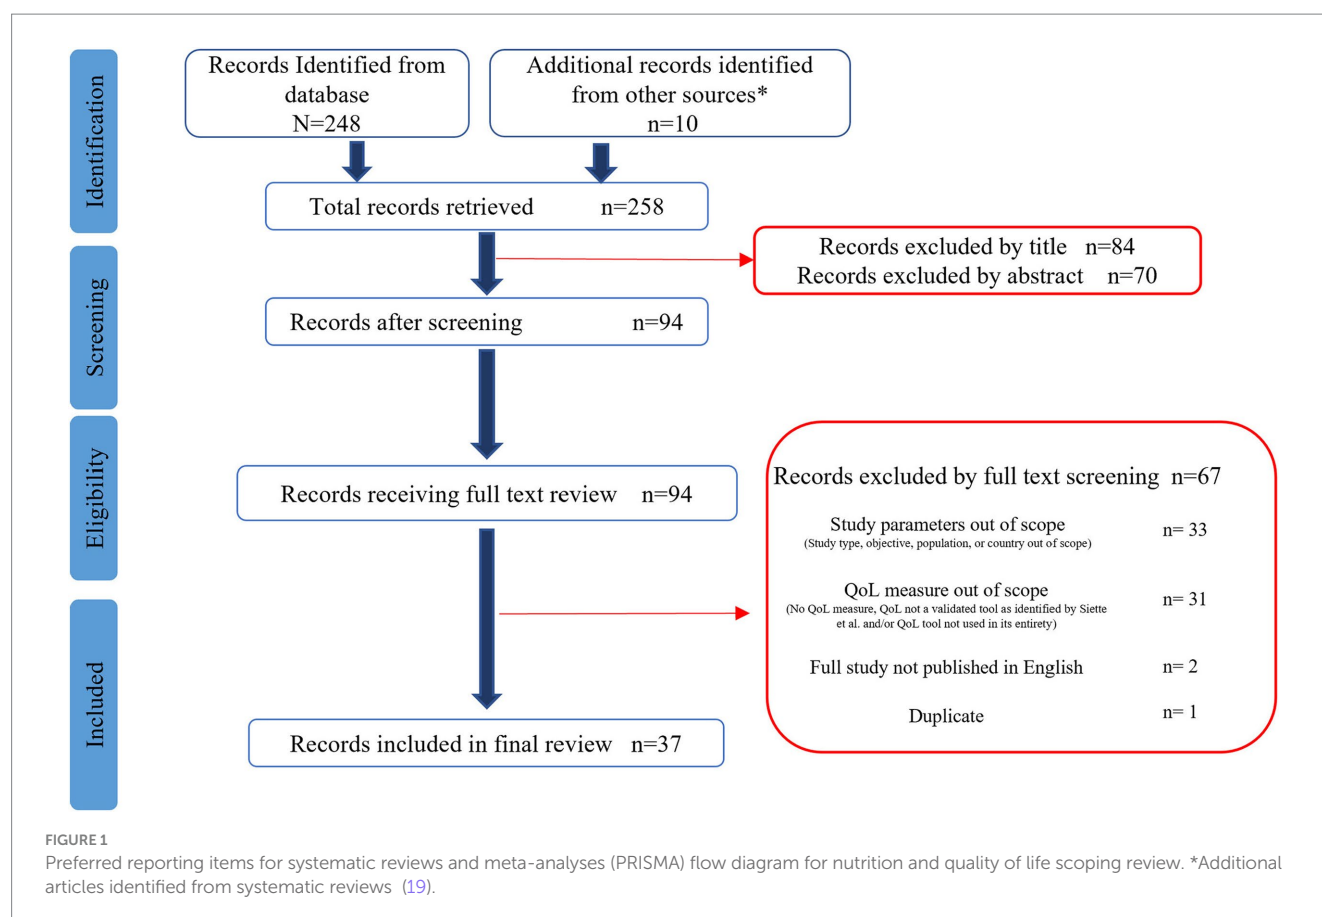 Identification
Records Identified from
database
N=248
Additional records identified
from other sources*
n=10
Total records retrieved n=258
Screening
Records excluded by title n=84
Records excluded by abstract n=70
Records after screening n=94
Eligibility
Records receiving full text review n=94
Records excluded by full text screening n=67
Study parameters out of scope n= 33
(Study type, objective, population, or country out of scope)
QoL measure out of scope n= 31
(No QoL measure, QoL not a validated tool as identified by Siette
et al. and/or QoL tool not used in its entirety)
Full study not published in English n= 2
Duplicate n= 1
Included
Records included in final review n=37
FIGURE 1
Preferred reporting items for systematic reviews and meta-analyses (PRISMA) flow diagram for nutrition and quality of life scoping review. *Additional
articles identified from systematic reviews (19).